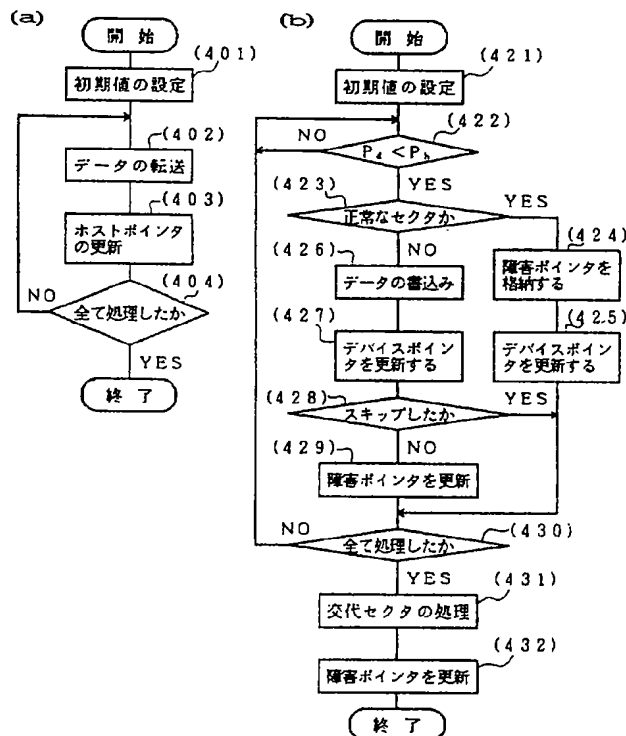 (a)
開 始
(401)
初期値の設定
(402)
データの転送
(403)
ホストポインタ
の更新
(404)
NO
全て処理したか
YES
終 了
(b)
開 始
(421)
初期値の設定
(422)
NO
Pd<Ph
(423)
YES
YES
正常なセクタか
(426)
NO
(424)
データの書込み
障害ポインタを
格納する
(427)
(425)
デバイスポイン
タを更新する
デバイスポイン
タを更新する
(428)
YES
スキップしたか
(429)
NO
障害ポインタを更新
NO
(430)
全て処理したか
YES
(431)
交代セクタの処理
(432)
障害ポインタを更新
終 了